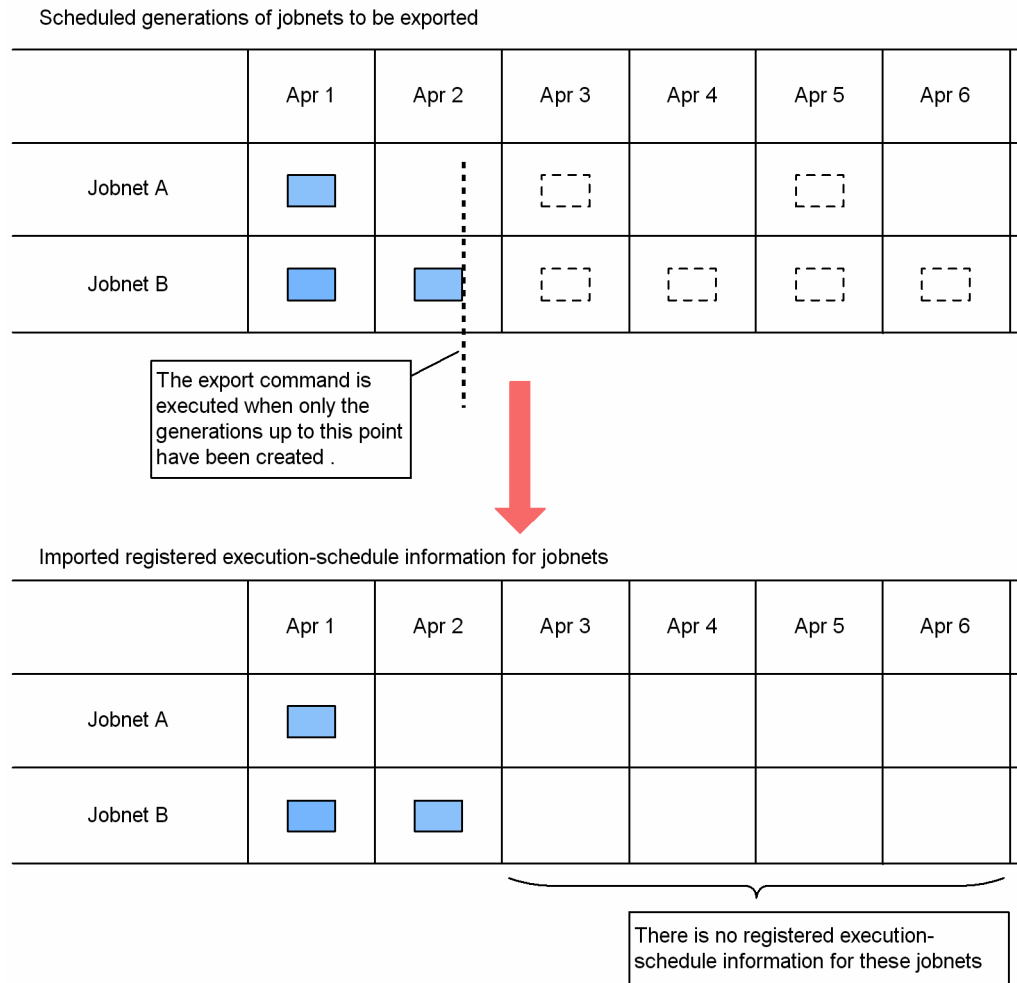 Scheduled generations of jobnets to be exported
Apr 1 Apr 2 Apr 3 Apr 4 Apr 5 Apr 6
Jobnet A
Jobnet B
The export command is
executed when only the
generations up to this point
have been created .
Imported registered execution-schedule information for jobnets
Apr 1 Apr 2 Apr 3 Apr 4 Apr 5 Apr 6
Jobnet A
Jobnet B
There is no registered execution-
schedule information for these jobnets